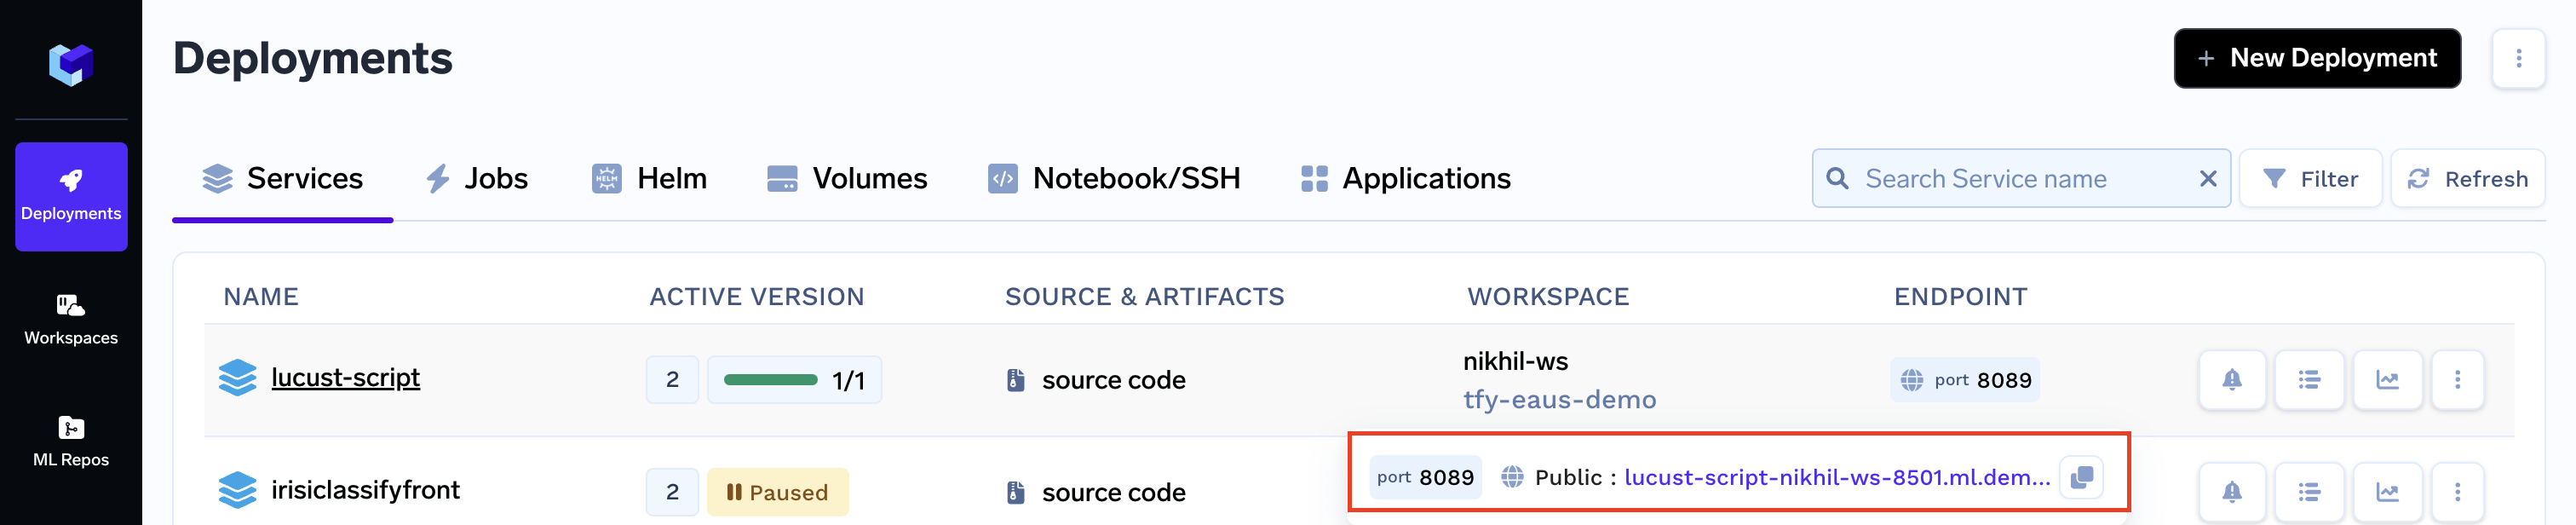 Deployments
+ New Deployment
Deployments
Workspaces
ML Repos
Services Jobs Helm Volumes Notebook/SSH Applications
Search Service name Filter Refresh
NAME ACTIVE VERSION SOURCE & ARTIFACTS WORKSPACE ENDPOINT
lucust-script 2 1/1 source code nikhil-ws port 8089
tfy-eaus-demo
irisiclassifyfront 2 Paused source code
port 8089 Public : lucust-script-nikhil-ws-8501.ml.dem...